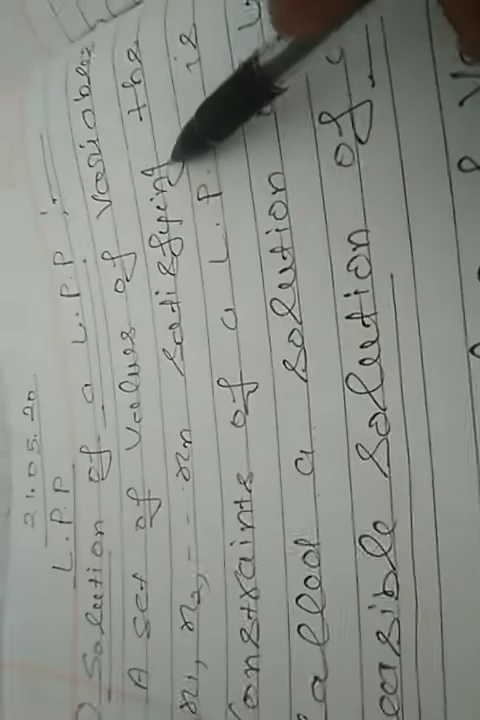 21.05.20
L.P.P
Solution of a L.P.P :-
A set of values of variables
x1, x2, -- xn satisfying the
Constraints of a L.P. is
called a solution
easible solution of